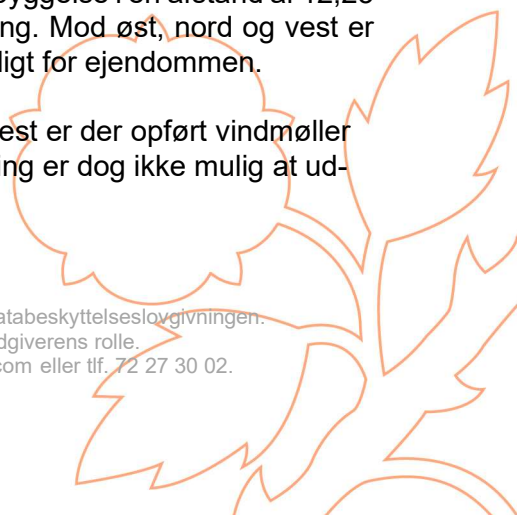 byggelse i en afstand af 12,25
ng. Mod øst, nord og vest er
ligt for ejendommen.
est er der opført vindmøller
ing er dog ikke mulig at ud-
atabeskyttelseslovgivningen.
dgiverens rolle.
com eller tlf. 72 27 30 02.